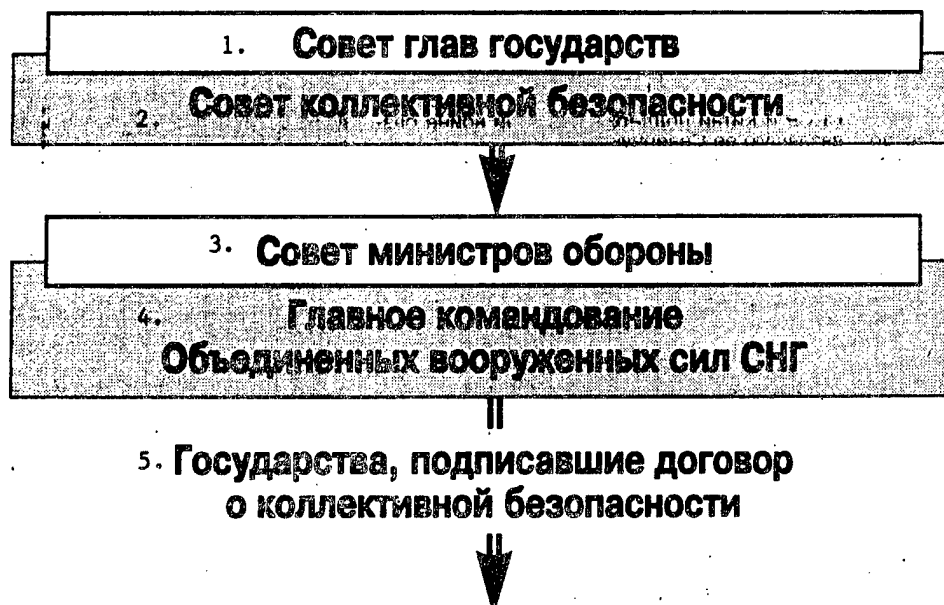 1. Совет глав государств
2. Совет коллективной безопасности
3. Совет министров обороны
4. Главное командование
Объединенных вооруженных сил СНГ
5. Государства, подписавшие договор
о коллективной безопасности